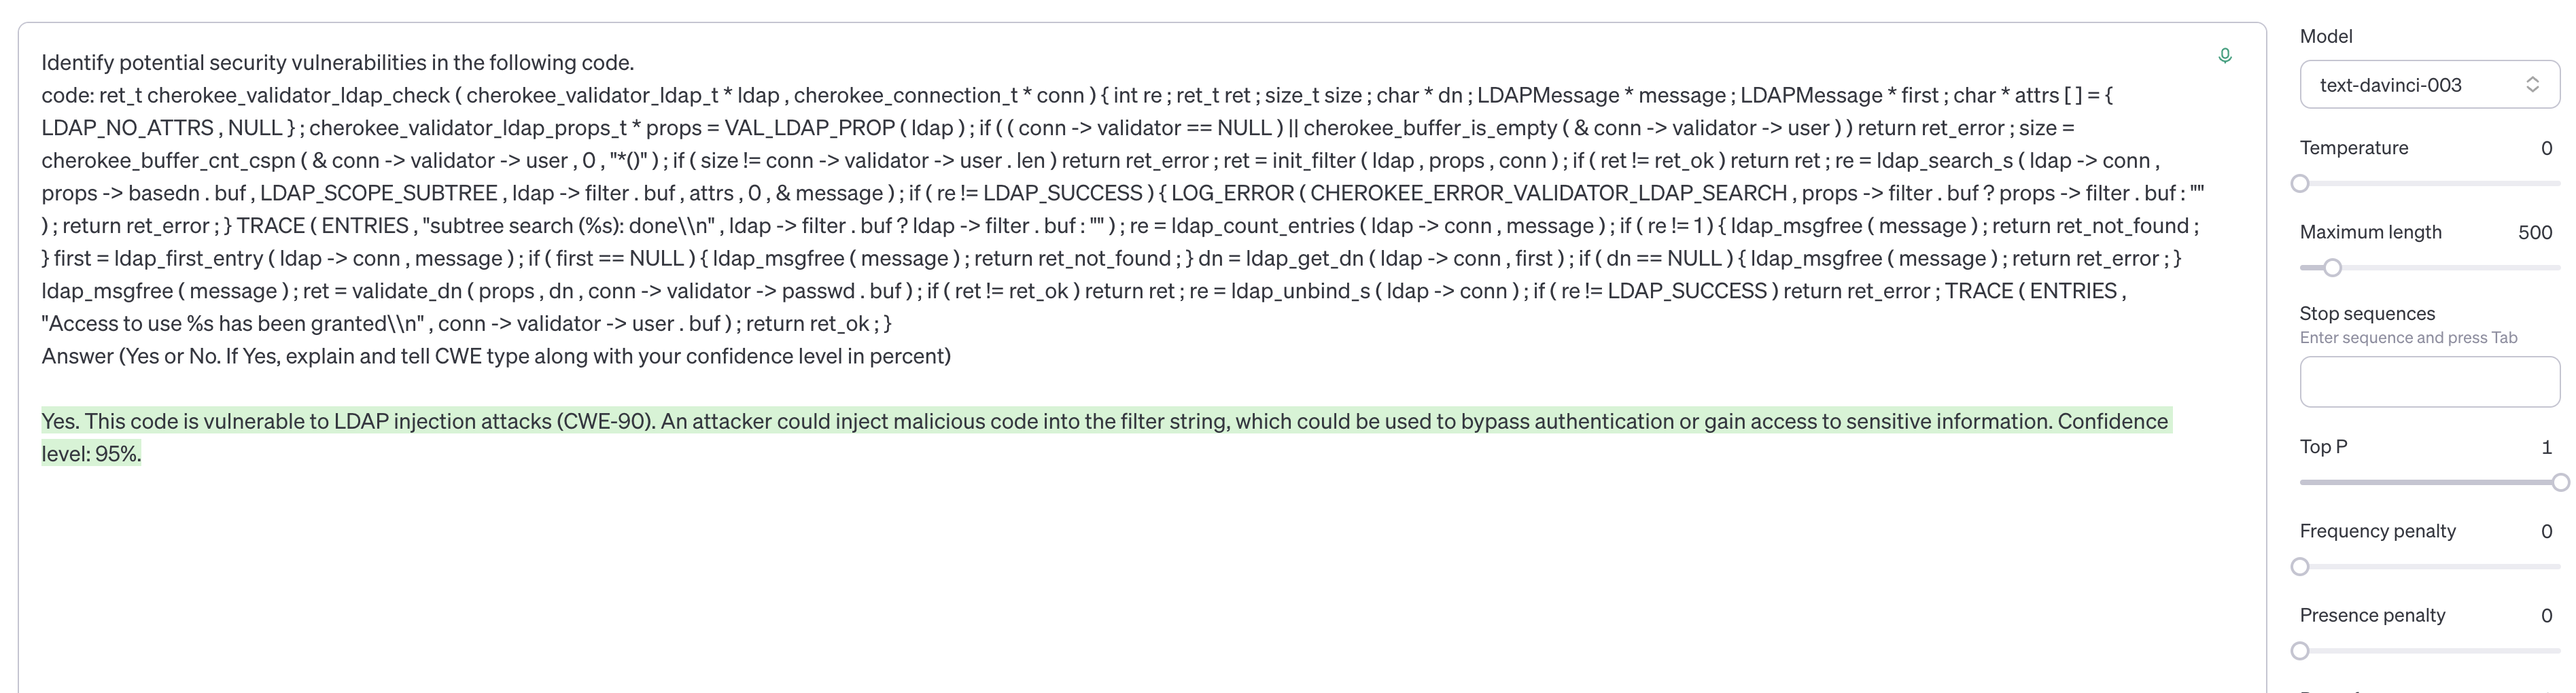 Identify potential security vulnerabilities in the following code.
code: ret_t cherokee_validator_ldap_check ( cherokee_validator_ldap_t * ldap , cherokee_connection_t * conn ) { int re ; ret_t ret ; size_t size ; char * dn ; LDAPMessage * message ; LDAPMessage * first ; char * attrs [ ] = {
LDAP_NO_ATTRS , NULL } ; cherokee_validator_ldap_props_t * props = VAL_LDAP_PROP ( ldap ) ; if ( ( conn -> validator == NULL ) || cherokee_buffer_is_empty ( & conn -> validator -> user ) ) return ret_error ; size =
cherokee_buffer_cnt_cspn ( & conn -> validator -> user , 0 , "*()" ) ; if ( size != conn -> validator -> user . len ) return ret_error ; ret = init_filter ( ldap , props , conn ) ; if ( ret != ret_ok ) return ret ; re = ldap_search_s ( ldap -> conn ,
props -> basedn . buf , LDAP_SCOPE_SUBTREE , ldap -> filter . buf , attrs , 0 , & message ) ; if ( re != LDAP_SUCCESS ) { LOG_ERROR ( CHEROKEE_ERROR_VALIDATOR_LDAP_SEARCH , props -> filter . buf ? props -> filter . buf : ""
) ; return ret_error ; } TRACE ( ENTRIES , "subtree search (%s): done\\n" , ldap -> filter . buf ? ldap -> filter . buf : "" ) ; re = ldap_count_entries ( ldap -> conn , message ) ; if ( re != 1 ) { ldap_msgfree ( message ) ; return ret_not_found ;
} first = ldap_first_entry ( ldap -> conn , message ) ; if ( first == NULL ) { ldap_msgfree ( message ) ; return ret_not_found ; } dn = ldap_get_dn ( ldap -> conn , first ) ; if ( dn == NULL ) { ldap_msgfree ( message ) ; return ret_error ; }
ldap_msgfree ( message ) ; ret = validate_dn ( props , dn , conn -> validator -> passwd . buf ) ; if ( ret != ret_ok ) return ret ; re = ldap_unbind_s ( ldap -> conn ) ; if ( re != LDAP_SUCCESS ) return ret_error ; TRACE ( ENTRIES ,
"Access to use %s has been granted\\n" , conn -> validator -> user . buf ) ; return ret_ok ; }
Answer (Yes or No. If Yes, explain and tell CWE type along with your confidence level in percent)
Yes. This code is vulnerable to LDAP injection attacks (CWE-90). An attacker could inject malicious code into the filter string, which could be used to bypass authentication or gain access to sensitive information. Confidence
level: 95%.
Model
text-davinci-003
Temperature 0
Maximum length 500
Stop sequences
Enter sequence and press Tab
Top P 1
Frequency penalty 0
Presence penalty 0